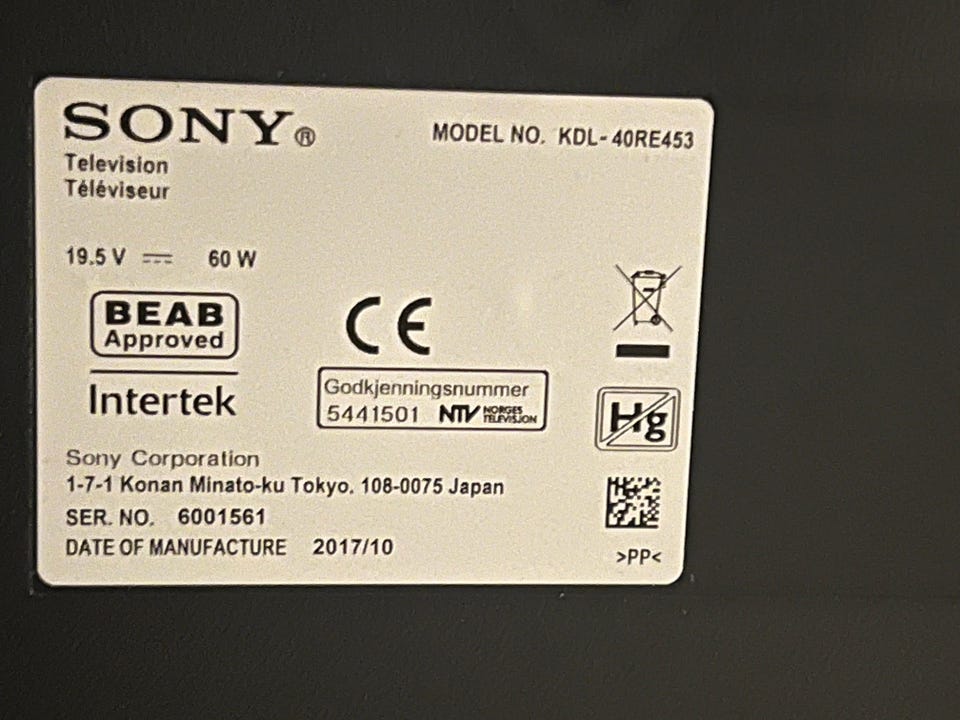 SONY®
MODEL NO. KDL-40RE453
Television
Téléviseur
19.5 V ⎓ 60 W
BEAB
Approved
Intertek
CE
Godkjenningsnummer
5441501 NTV NORGES TELEVISJON
Hg
Sony Corporation
1-7-1 Konan Minato-ku Tokyo, 108-0075 Japan
SER. NO. 6001561
DATE OF MANUFACTURE 2017/10
>PP<